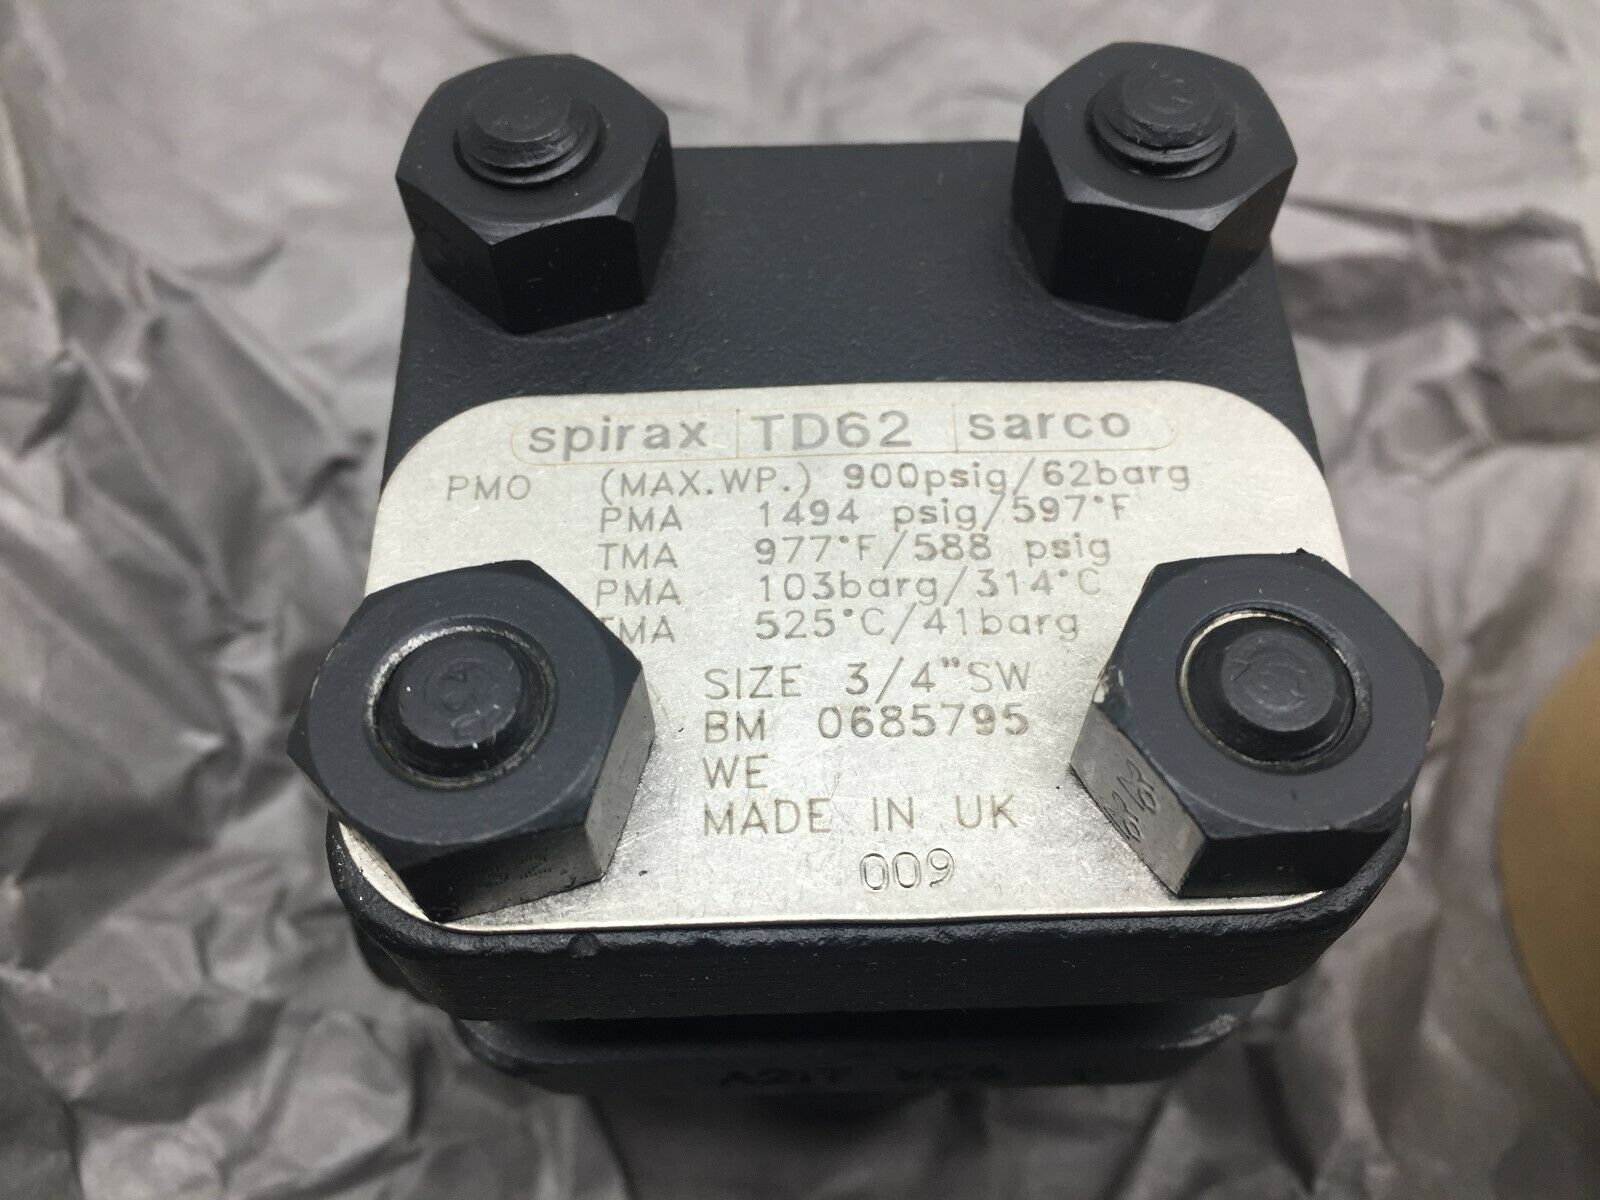 spirax TD62 sarco
PMO (MAX.WP.) 900psig/62barg
PMA 1494 psig/597°F
TMA 977°F/588 psig
PMA 103barg/314°C
TMA 525°C/41barg
SIZE 3/4"SW
BM 0685795
WE
MADE IN UK
009